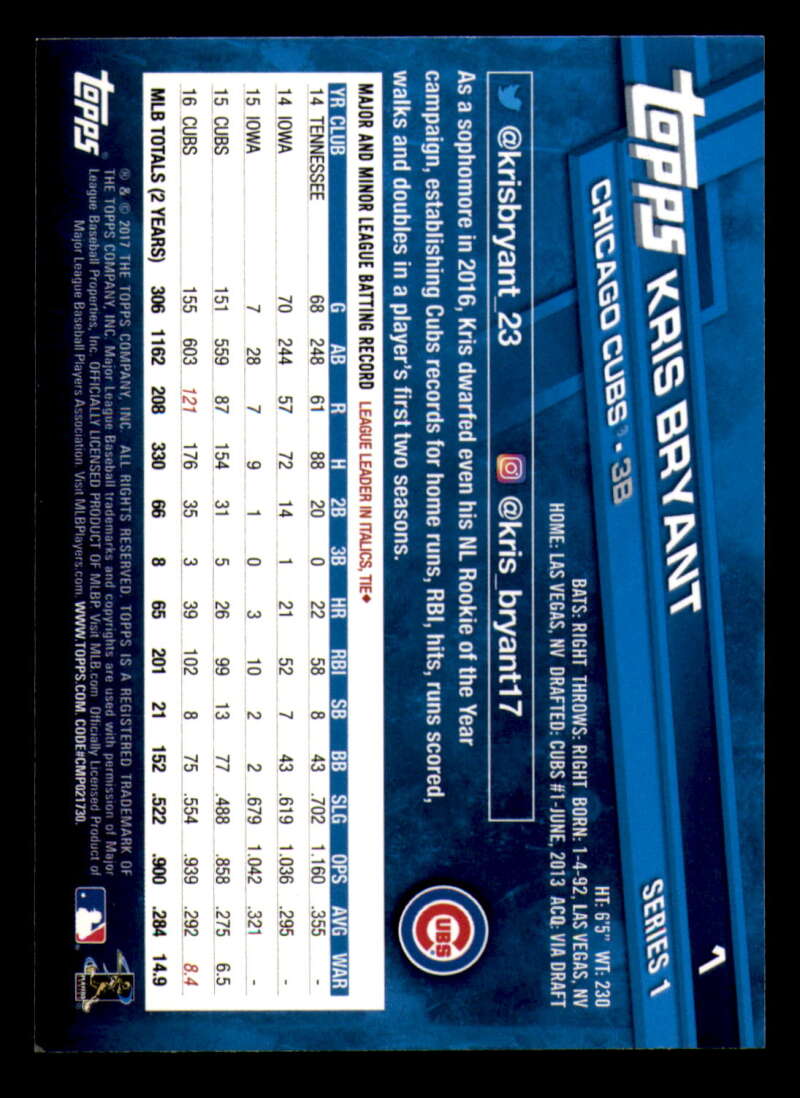 topps
KRIS BRYANT
1
CHICAGO CUBS® • 3B
SERIES 1
HT: 6'5" WT: 230
BATS: RIGHT THROWS: RIGHT BORN: 1-4-92, LAS VEGAS, NV
HOME: LAS VEGAS, NV DRAFTED: CUBS #1-JUNE, 2013 ACQ: VIA DRAFT
@krisbryant_23 @kris_bryant17
As a sophomore in 2016, Kris dwarfed even his NL Rookie of the Year
campaign, establishing Cubs records for home runs, RBI, hits, runs scored,
walks and doubles in a player's first two seasons.
CUBS
MAJOR AND MINOR LEAGUE BATTING RECORD LEAGUE LEADER IN ITALICS, TIE♦
YR CLUB G AB R H 2B 3B HR RBI SB BB SLG OPS AVG WAR
14 TENNESSEE 68 248 61 88 20 0 22 58 8 43 .702 1.160 .355 -
14 IOWA 70 244 57 72 14 1 21 52 7 43 .619 1.036 .295 -
15 IOWA 7 28 7 9 1 0 3 10 2 2 .679 1.042 .321 -
15 CUBS 151 559 87 154 31 5 26 99 13 77 .488 .858 .275 6.5
16 CUBS 155 603 121 176 35 3 39 102 8 75 .554 .939 .292 8.4
MLB TOTALS (2 YEARS) 306 1162 208 330 66 8 65 201 21 152 .522 .900 .284 14.9
topps®
® & © 2017 THE TOPPS COMPANY, INC. ALL RIGHTS RESERVED. TOPPS IS A REGISTERED TRADEMARK OF
THE TOPPS COMPANY, INC. Major League Baseball trademarks and copyrights are used with permission of Major
League Baseball Properties, Inc. OFFICIALLY LICENSED PRODUCT OF MLBP. Visit MLB.com Officially Licensed Product of
Major League Baseball Players Association. Visit MLBPlayers.com. WWW.TOPPS.COM. CODE#CMP021730.